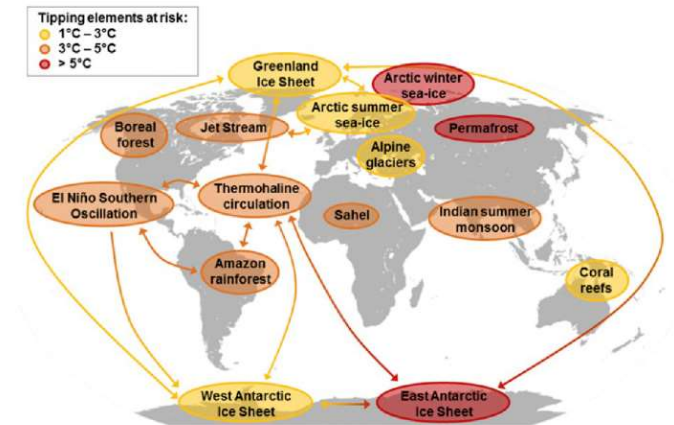 Tipping elements at risk:
1°C – 3°C
3°C – 5°C
> 5°C
Greenland
Ice Sheet
Arctic winter
sea-ice
Arctic summer
sea-ice
Boreal
forest
Jet Stream
Permafrost
Alpine
glaciers
El Niño Southern
Oscillation
Thermohaline
circulation
Sahel
Indian summer
monsoon
Amazon
rainforest
Coral
reefs
West Antarctic
Ice Sheet
East Antarctic
Ice Sheet